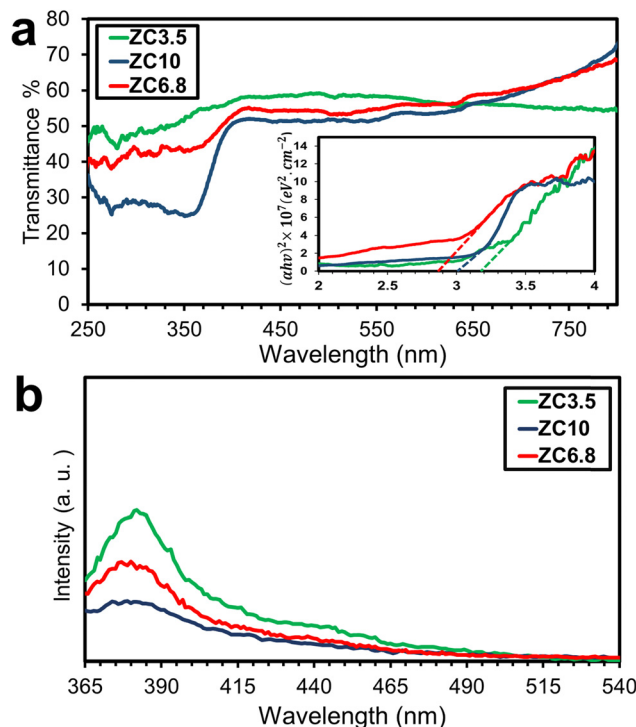 a
ZC3.5
ZC10
ZC6.8
Transmittance %
80
70
60
50
40
30
20
10
0
250 350 450 550 650 750
Wavelength (nm)
(αhν)² × 10⁷(eV².cm⁻²)
14
12
10
8
6
4
2
0
2 2.5 3 3.5 4
b
ZC3.5
ZC10
ZC6.8
Intensity (a. u.)
365 390 415 440 465 490 515 540
Wavelength (nm)